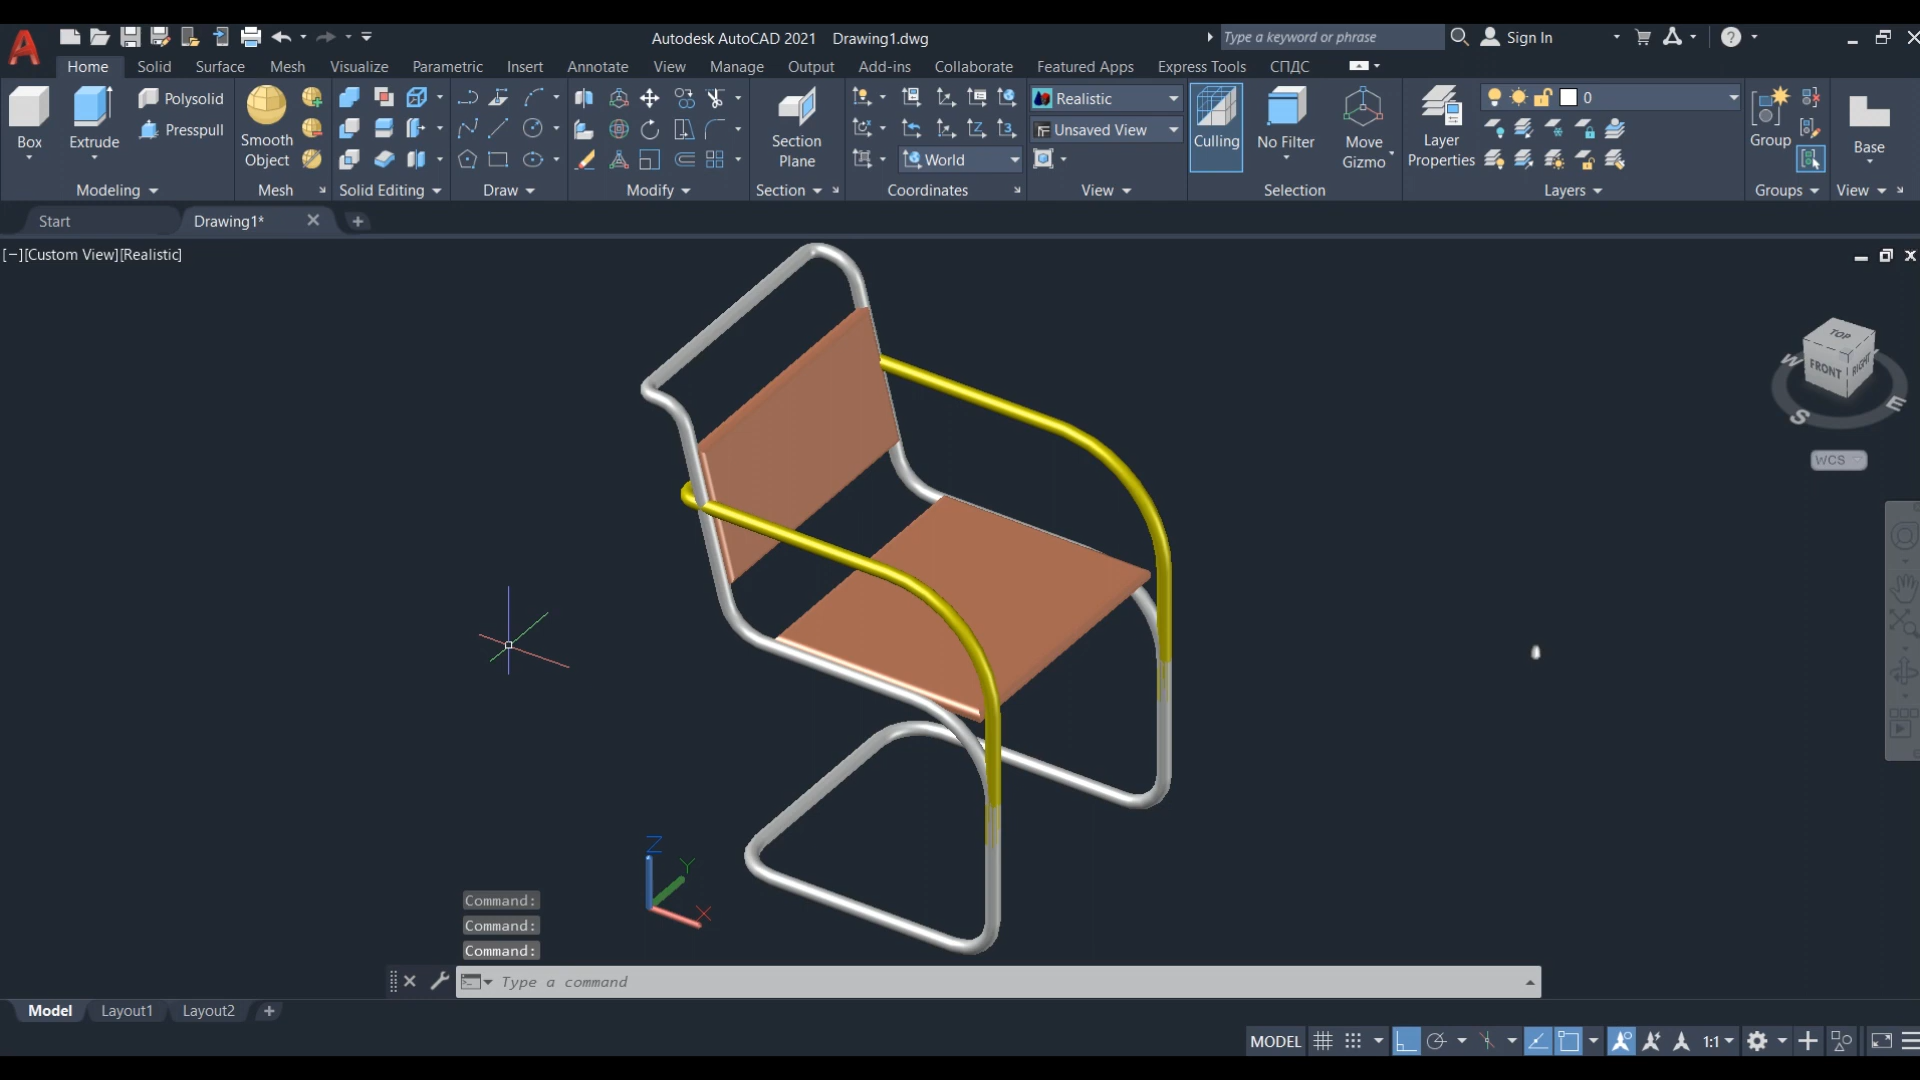 Autodesk AutoCAD 2021 Drawing1.dwg
Type a keyword or phrase
Sign In
Home Solid Surface Mesh Visualize Parametric Insert Annotate View Manage Output Add-ins Collaborate Featured Apps Express Tools СПДС
Box
Extrude
Polysolid
Presspull
Modeling
Smooth
Object
Mesh
Solid Editing
Draw
Modify
Section
Plane
Section
World
Coordinates
Realistic
Unsaved View
View
Culling
No Filter
Move
Gizmo
Selection
Layer
Properties
0
Layers
Group
Groups
Base
View
Start
Drawing1*
[−][Custom View][Realistic]
TOP
FRONT
RIGHT
W
S
E
WCS
Z
Y
X
Command:
Command:
Command:
Type a command
Model Layout1 Layout2
MODEL
1:1